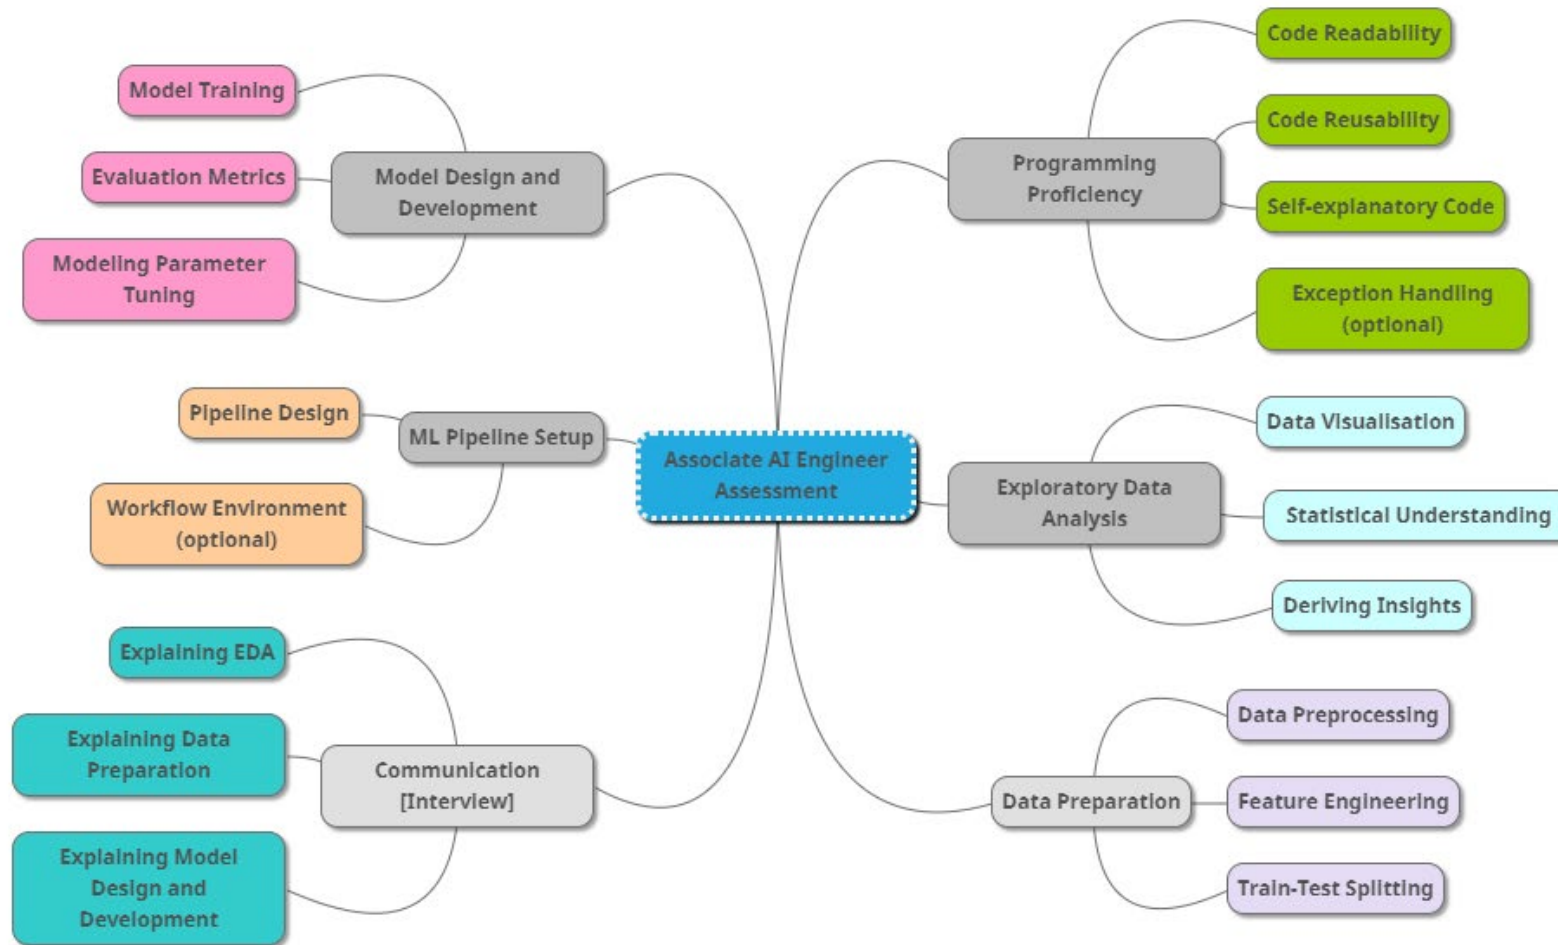 Associate AI Engineer
Assessment
Programming
Proficiency
Code Readability
Code Reusability
Self-explanatory Code
Exception Handling
(optional)
Exploratory Data
Analysis
Data Visualisation
Statistical Understanding
Deriving Insights
Data Preparation
Data Preprocessing
Feature Engineering
Train-Test Splitting
Model Design and
Development
Model Training
Evaluation Metrics
Modeling Parameter
Tuning
ML Pipeline Setup
Pipeline Design
Workflow Environment
(optional)
Communication
[Interview]
Explaining EDA
Explaining Data
Preparation
Explaining Model
Design and
Development